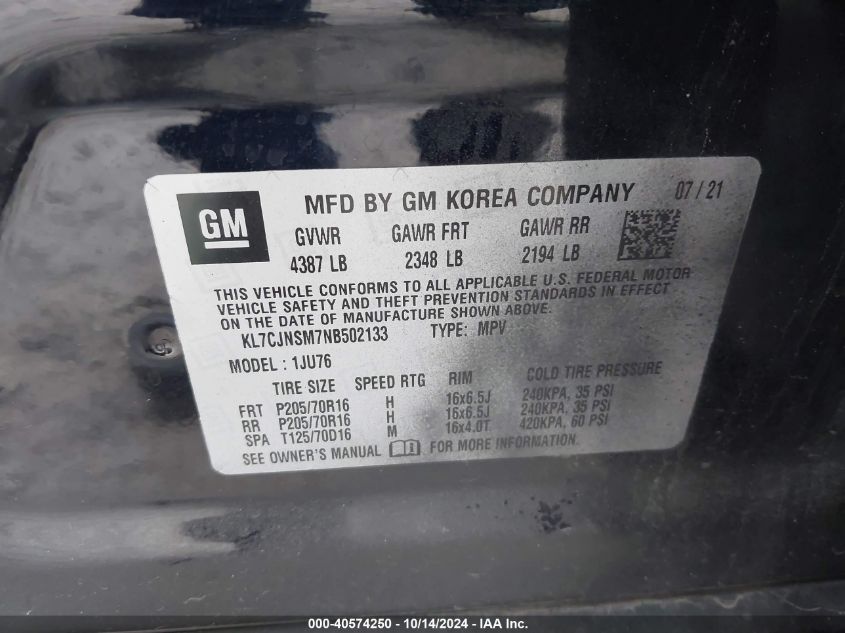 GM
MFD BY GM KOREA COMPANY 07 / 21
GVWR GAWR FRT GAWR RR
4387 LB 2348 LB 2194 LB
THIS VEHICLE CONFORMS TO ALL APPLICABLE U.S. FEDERAL MOTOR
VEHICLE SAFETY AND THEFT PREVENTION STANDARDS IN EFFECT
ON THE DATE OF MANUFACTURE SHOWN ABOVE.
KL7CJNSM7NB502133 TYPE: MPV
MODEL : 1JU76
TIRE SIZE SPEED RTG RIM COLD TIRE PRESSURE
FRT P205/70R16 H 16x6.5J 240KPA, 35 PSI
RR P205/70R16 H 16x6.5J 240KPA, 35 PSI
SPA T125/70D16 M 16x4.0T 420KPA, 60 PSI
SEE OWNER'S MANUAL FOR MORE INFORMATION.
000-40574250 - 10/14/2024 - IAA Inc.